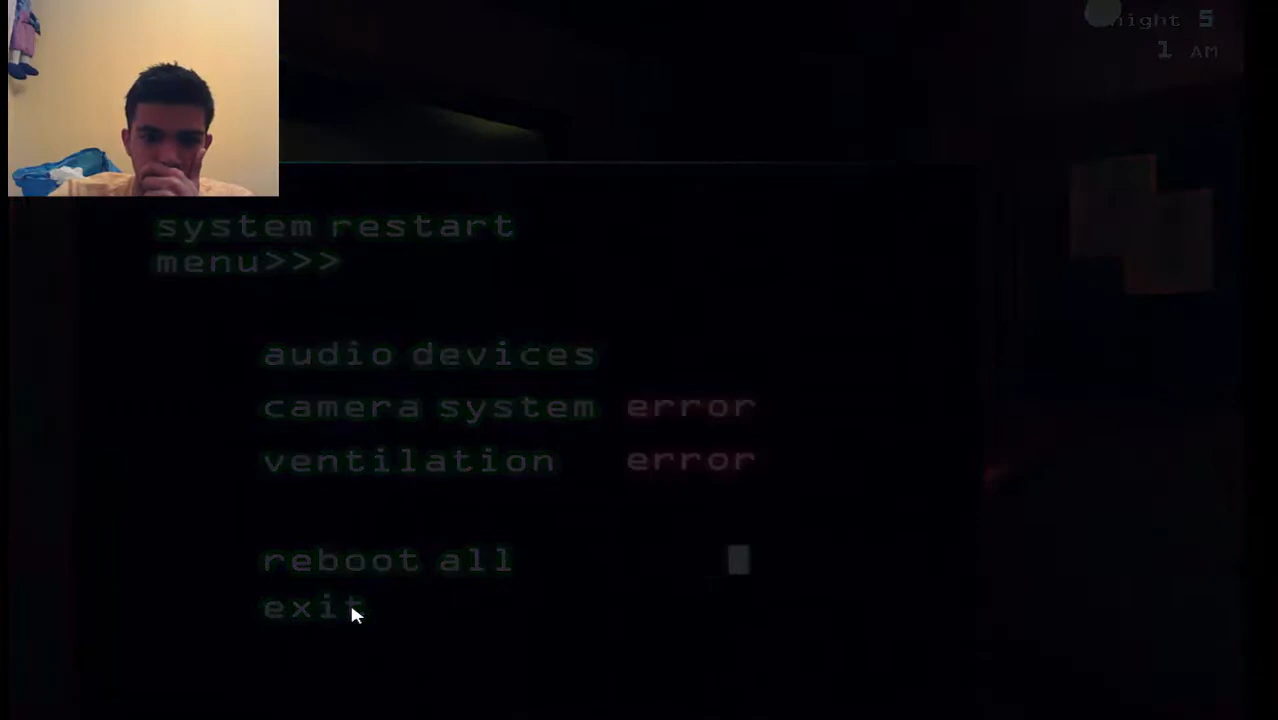 night 5
1 AM
system restart
menu>>>
audio devices
camera system error
ventilation error
reboot all
exit